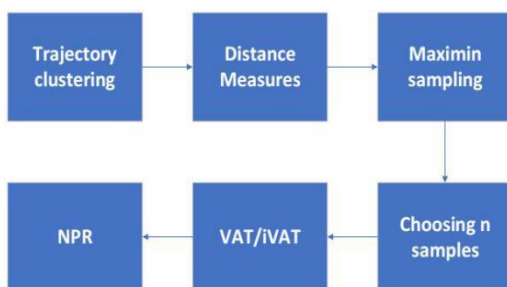 Trajectory
clustering
Distance
Measures
Maximin
sampling
Choosing n
samples
VAT/iVAT
NPR